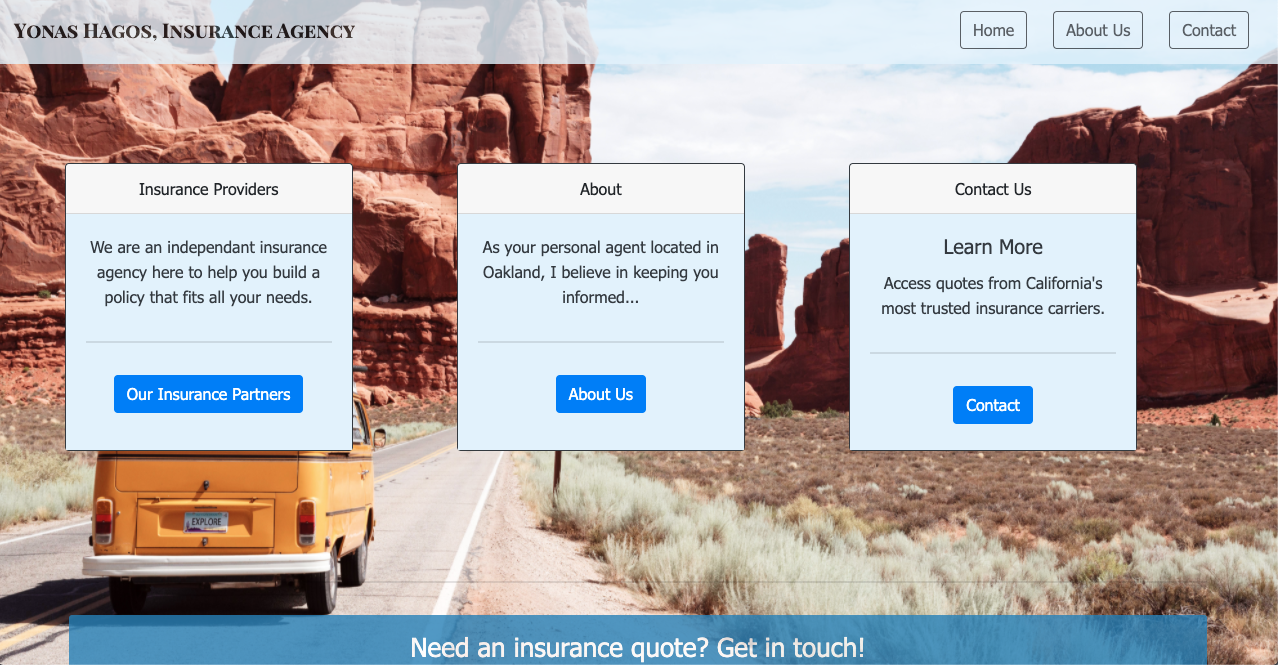 Yonas Hagos, Insurance Agency
Home
About Us
Contact
Insurance Providers
We are an independant insurance
agency here to help you build a
policy that fits all your needs.
Our Insurance Partners
About
As your personal agent located in
Oakland, I believe in keeping you
informed...
About Us
Contact Us
Learn More
Access quotes from California's
most trusted insurance carriers.
Contact
EXPLORE
Need an insurance quote? Get in touch!